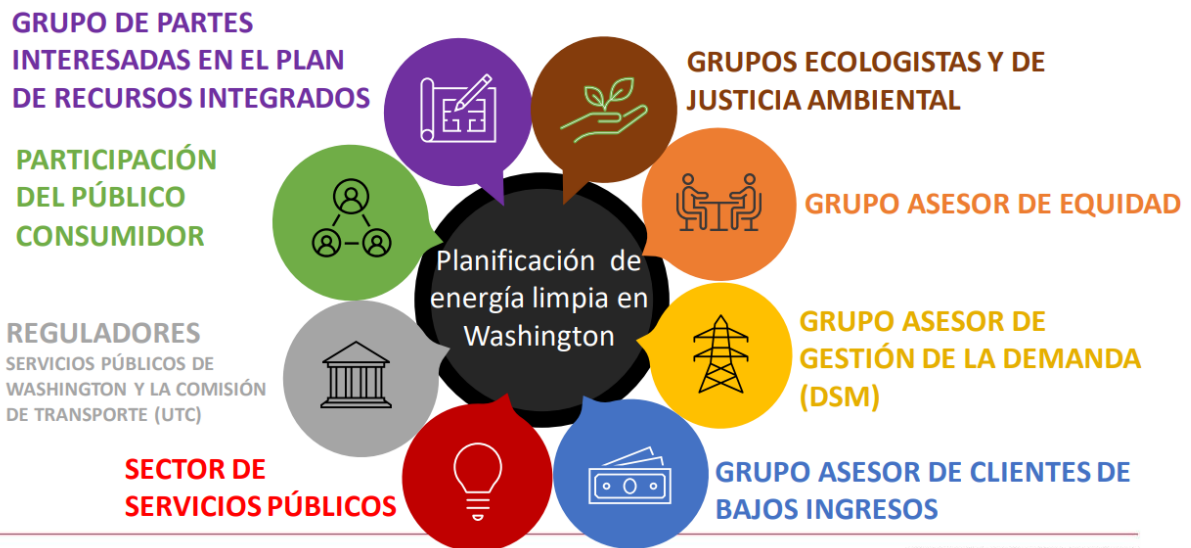 GRUPO DE PARTES
INTERESADAS EN EL PLAN
DE RECURSOS INTEGRADOS
GRUPOS ECOLOGISTAS Y DE
JUSTICIA AMBIENTAL
PARTICIPACIÓN
DEL PÚBLICO
CONSUMIDOR
GRUPO ASESOR DE EQUIDAD
Planificación de
energía limpia en
Washington
REGULADORES
SERVICIOS PÚBLICOS DE
WASHINGTON Y LA COMISIÓN
DE TRANSPORTE (UTC)
GRUPO ASESOR DE
GESTIÓN DE LA DEMANDA
(DSM)
SECTOR DE
SERVICIOS PÚBLICOS
GRUPO ASESOR DE CLIENTES DE
BAJOS INGRESOS